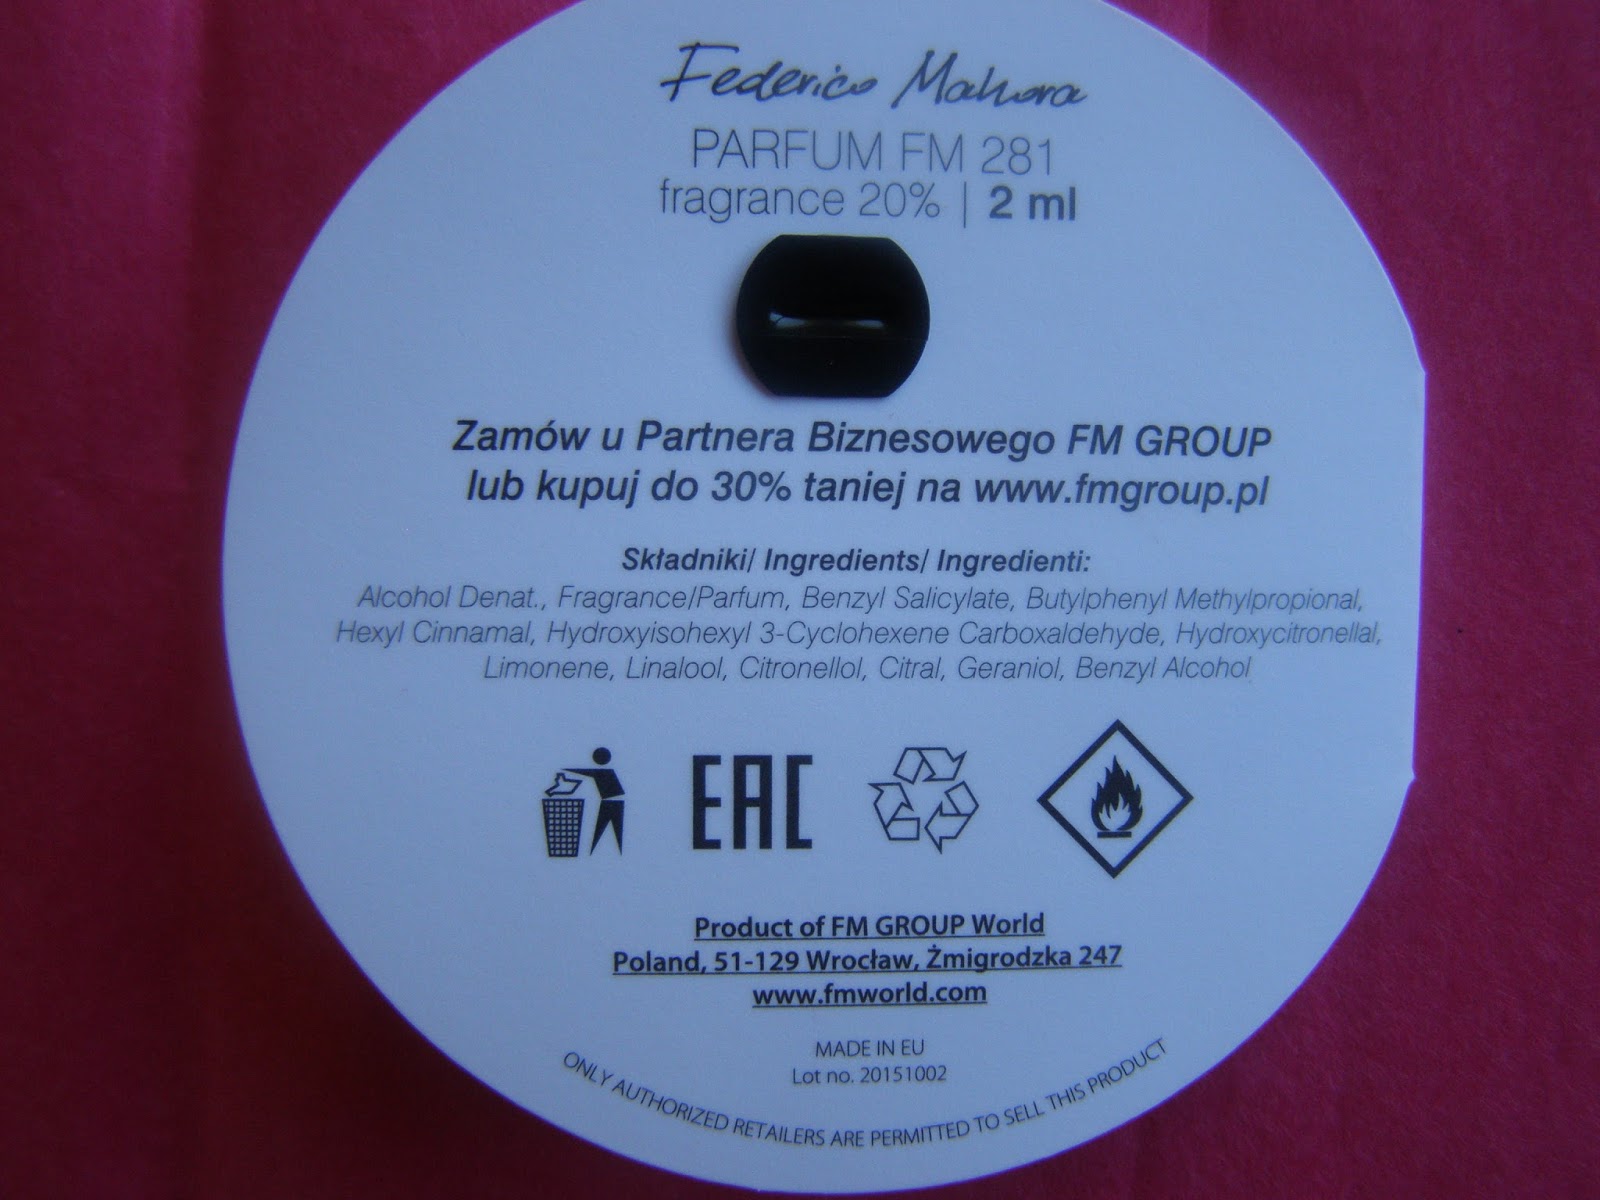 Federico Mahora
PARFUM FM 281
fragrance 20% | 2 ml
Zamów u Partnera Biznesowego FM GROUP
lub kupuj do 30% taniej na www.fmgroup.pl
Składniki/ Ingredients/ Ingredienti:
Alcohol Denat., Fragrance/Parfum, Benzyl Salicylate, Butylphenyl Methylpropional,
Hexyl Cinnamal, Hydroxyisohexyl 3-Cyclohexene Carboxaldehyde, Hydroxycitronellal,
Limonene, Linalool, Citronellol, Citral, Geraniol, Benzyl Alcohol
EAC
Product of FM GROUP World
Poland, 51-129 Wrocław, Żmigrodzka 247
www.fmworld.com
MADE IN EU
Lot no. 20151002
ONLY AUTHORIZED RETAILERS ARE PERMITTED TO SELL THIS PRODUCT